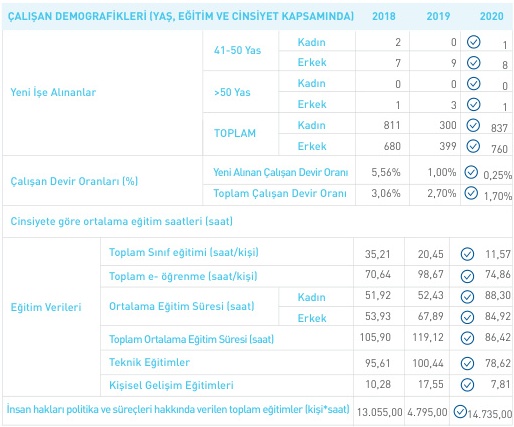 ÇALIŞAN DEMOGRAFİKLERİ (YAŞ, EĞİTİM VE CİNSİYET KAPSAMINDA) 2018 2019 2020
Yeni İşe Alınanlar
41-50 Yas Kadın 2 0 1
Erkek 7 9 8
>50 Yas Kadın 0 0 0
Erkek 1 3 1
TOPLAM Kadın 811 300 837
Erkek 680 399 760
Çalışan Devir Oranları (%)
Yeni Alınan Çalışan Devir Oranı 5,56% 1,00% 0,25%
Toplam Çalışan Devir Oranı 3,06% 2,70% 1,70%
Cinsiyete göre ortalama eğitim saatleri (saat)
Eğitim Verileri
Toplam Sınıf eğitimi (saat/kişi) 35,21 20,45 11,57
Toplam e- öğrenme (saat/kişi) 70,64 98,67 74,86
Ortalama Eğitim Süresi (saat) Kadın 51,92 52,43 88,30
Erkek 53,93 67,89 84,92
Toplam Ortalama Eğitim Süresi (saat) 105,90 119,12 86,42
Teknik Eğitimler 95,61 100,44 78,62
Kişisel Gelişim Eğitimleri 10,28 17,55 7,81
İnsan hakları politika ve süreçleri hakkında verilen toplam eğitimler (kişi*saat) 13.055,00 4.795,00 14.735,00